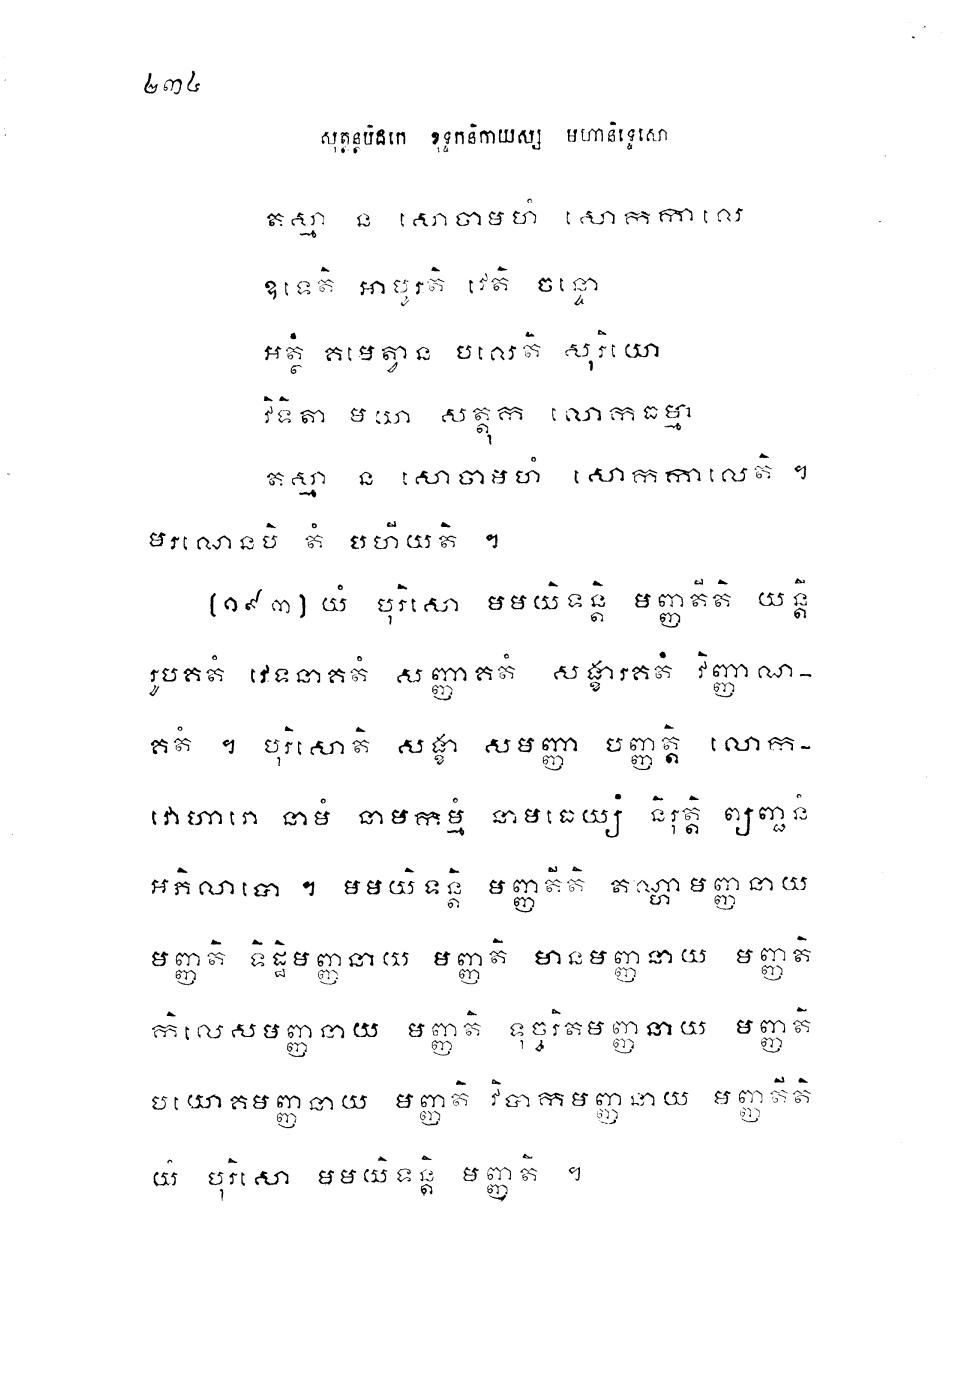 ២៣៤
សុត្តន្តបិដកេ ខុទ្ទកនិកាយស្ស មហានិទ្ទេសោ
តស្មា ន សោចាមហំ សោកកាលេ
ឧទេតិ អាបូរតិ វេតិ ចន្ទោ
អត្ថំ គមេត្វាន បលេតិ សុរិយោ
វិទិតា មយា សត្តុក លោកធម្មា
តស្មា ន សោចាមហំ សោកកាលេតិ ។
មរណេនបិ តំ បហីយតិ ។
(១៩៣) យំ បុរិសោ មមយិទន្តិ មញ្ញតីតិ យន្តិ
រូបគតំ វេទនាគតំ សញ្ញាគតំ សង្ខារគតំ វិញ្ញាណ-
គតំ ។ បុរិសោតិ សង្ខា សមញ្ញា បញ្ញត្តិ លោក-
វោហារោ នាមំ នាមកម្មំ នាមធេយ្យំ និរុត្តិ ព្យញ្ជនំ
អភិលាបោ ។ មមយិទន្តិ មញ្ញតីតិ តណ្ហាមញ្ញនាយ
មញ្ញតិ ទិដ្ឋិមញ្ញនាយ មញ្ញតិ មានមញ្ញនាយ មញ្ញតិ
កិលេសមញ្ញនាយ មញ្ញតិ ទុច្ចរិតមញ្ញនាយ មញ្ញតិ
បយោគមញ្ញនាយ មញ្ញតិ វិបាកមញ្ញនាយ មញ្ញតីតិ
យំ បុរិសោ មមយិទន្តិ មញ្ញតិ ។